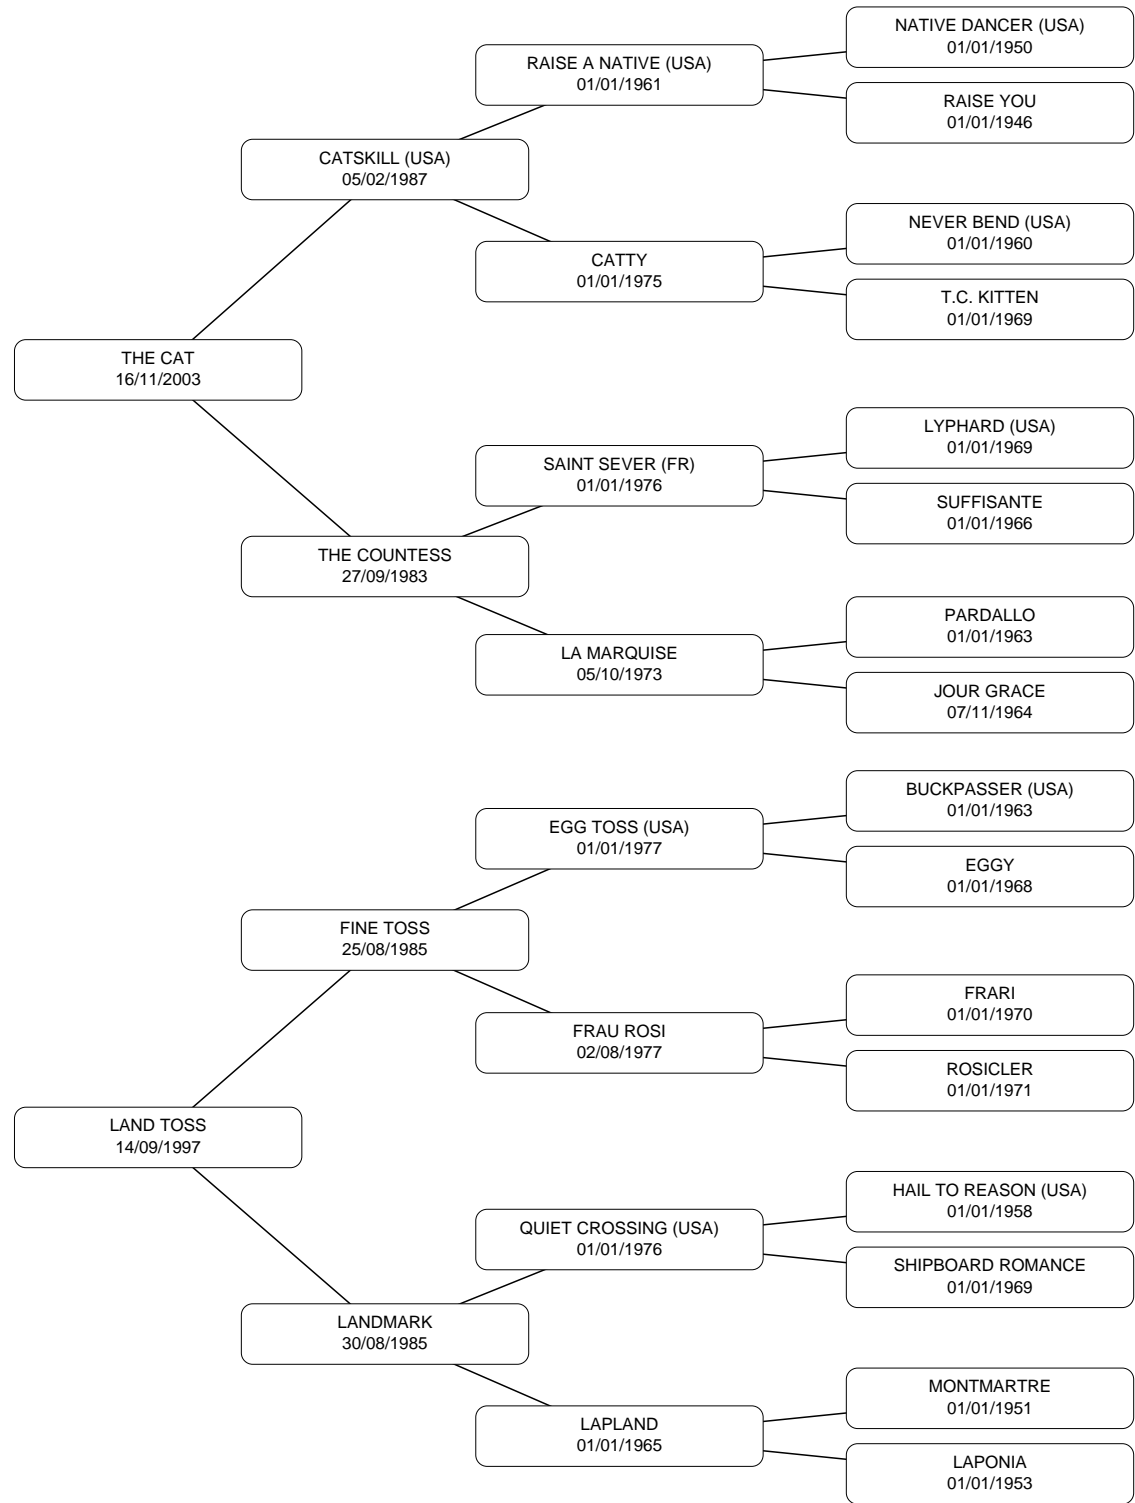 NATIVE DANCER (USA)
01/01/1950
RAISE A NATIVE (USA)
01/01/1961
RAISE YOU
01/01/1946
CATSKILL (USA)
05/02/1987
NEVER BEND (USA)
01/01/1960
CATTY
01/01/1975
T.C. KITTEN
01/01/1969
THE CAT
16/11/2003
LYPHARD (USA)
01/01/1969
SAINT SEVER (FR)
01/01/1976
SUFFISANTE
01/01/1966
THE COUNTESS
27/09/1983
PARDALLO
01/01/1963
LA MARQUISE
05/10/1973
JOUR GRACE
07/11/1964
BUCKPASSER (USA)
01/01/1963
EGG TOSS (USA)
01/01/1977
EGGY
01/01/1968
FINE TOSS
25/08/1985
FRARI
01/01/1970
FRAU ROSI
02/08/1977
ROSICLER
01/01/1971
LAND TOSS
14/09/1997
HAIL TO REASON (USA)
01/01/1958
QUIET CROSSING (USA)
01/01/1976
SHIPBOARD ROMANCE
01/01/1969
LANDMARK
30/08/1985
MONTMARTRE
01/01/1951
LAPLAND
01/01/1965
LAPONIA
01/01/1953